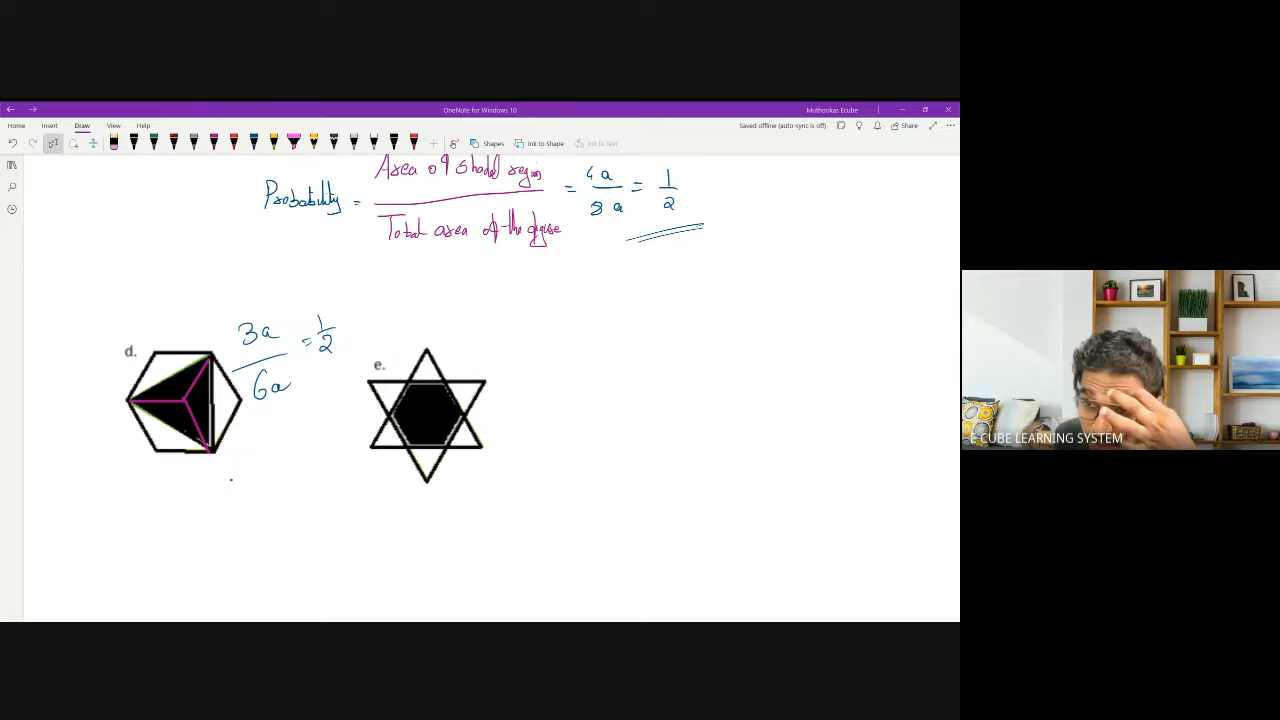 OneNote for Windows 10
Muthookas Ecube
Home Insert Draw View Help
Saved offline (auto-sync is off)
Share
Shapes
Ink to Shape
Ink to Text
Area of Shaded region
Probability = ─ = 4a/8a = 1/2
Total area of the figure
d.
3a/6a = 1/2
e.
E CUBE LEARNING SYSTEM